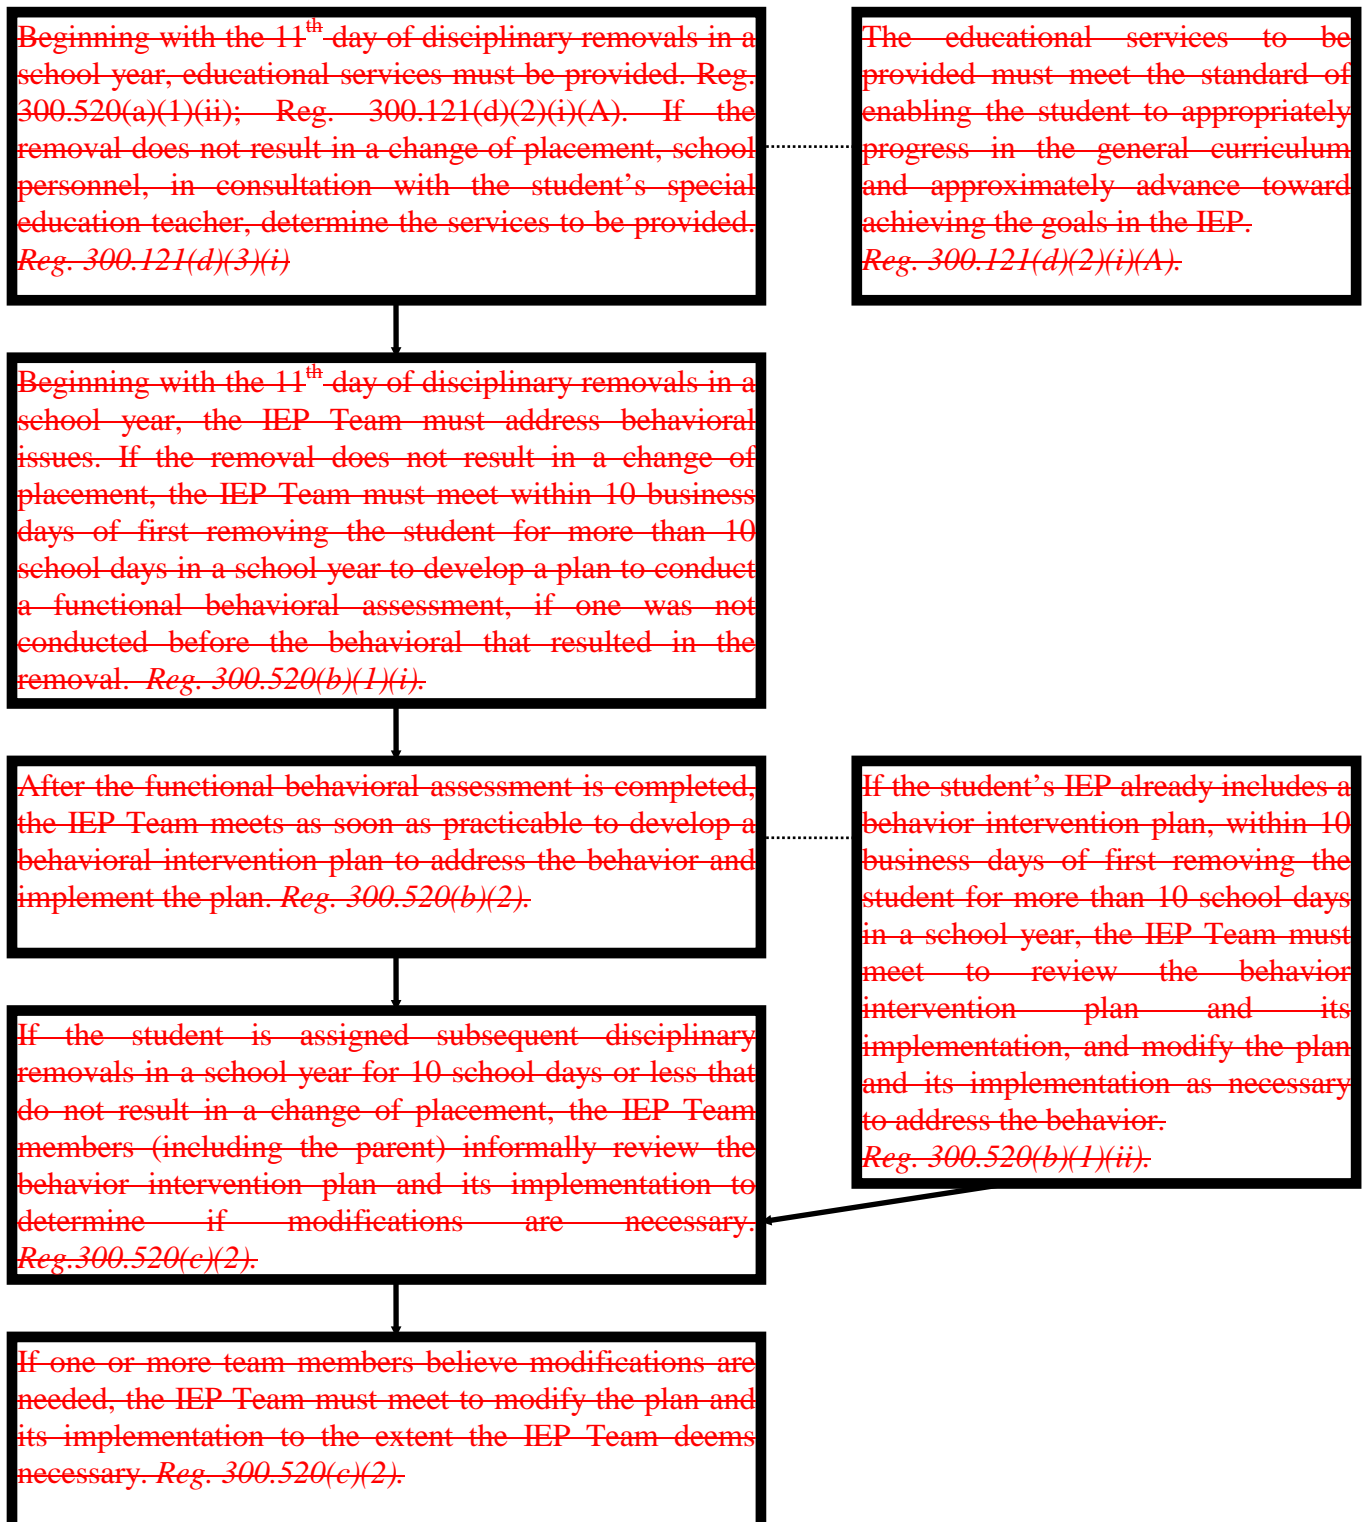 Beginning with the 11th day of disciplinary removals in a
school year, educational services must be provided. Reg.
300.520(a)(1)(ii); Reg. 300.121(d)(2)(i)(A). If the
removal does not result in a change of placement, school
personnel, in consultation with the student's special
education teacher, determine the services to be provided.
Reg. 300.121(d)(3)(i)
The educational services to be
provided must meet the standard of
enabling the student to appropriately
progress in the general curriculum
and approximately advance toward
achieving the goals in the IEP.
Reg. 300.121(d)(2)(i)(A).
Beginning with the 11th day of disciplinary removals in a
school year, the IEP Team must address behavioral
issues. If the removal does not result in a change of
placement, the IEP Team must meet within 10 business
days of first removing the student for more than 10
school days in a school year to develop a plan to conduct
a functional behavioral assessment, if one was not
conducted before the behavioral that resulted in the
removal. Reg. 300.520(b)(1)(i).
After the functional behavioral assessment is completed,
the IEP Team meets as soon as practicable to develop a
behavioral intervention plan to address the behavior and
implement the plan. Reg. 300.520(b)(2).
If the student's IEP already includes a
behavior intervention plan, within 10
business days of first removing the
student for more than 10 school days
in a school year, the IEP Team must
meet to review the behavior
intervention plan and its
implementation, and modify the plan
and its implementation as necessary
to address the behavior.
Reg. 300.520(b)(1)(ii).
If the student is assigned subsequent disciplinary
removals in a school year for 10 school days or less that
do not result in a change of placement, the IEP Team
members (including the parent) informally review the
behavior intervention plan and its implementation to
determine if modifications are necessary.
Reg.300.520(c)(2).
If one or more team members believe modifications are
needed, the IEP Team must meet to modify the plan and
its implementation to the extent the IEP Team deems
necessary. Reg. 300.520(c)(2).